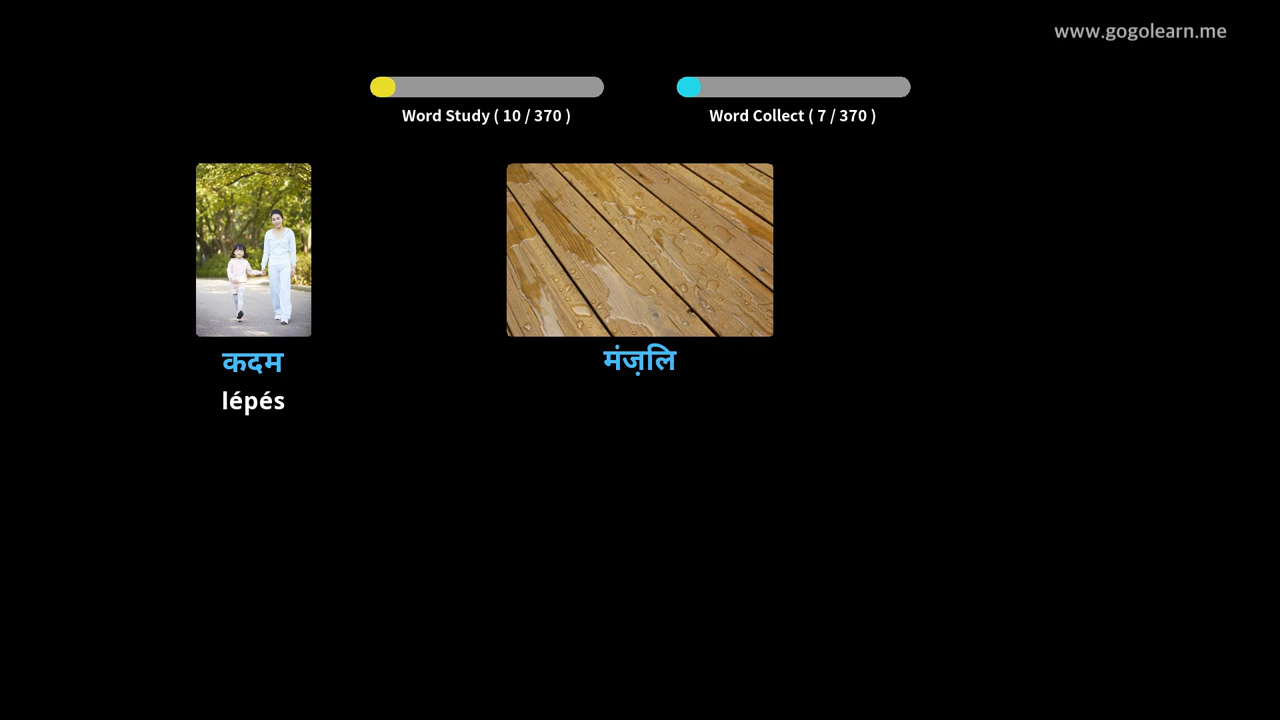 www.gogolearn.me
Word Study ( 10 / 370 )
Word Collect ( 7 / 370 )
कदम
मंज़लि
lépés